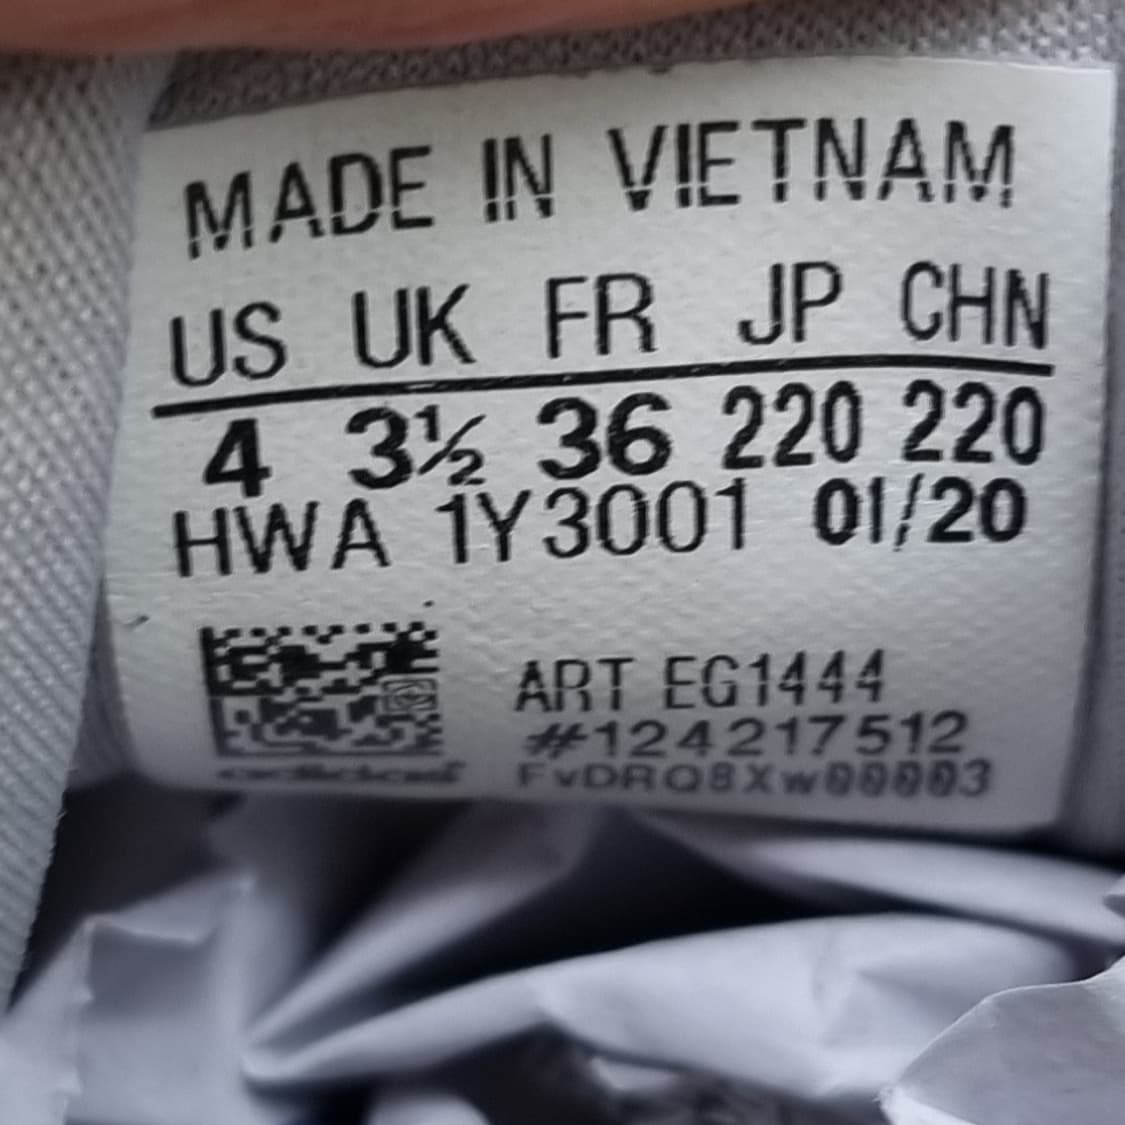 MADE IN VIETNAM
US UK FR JP CHN
4 3½ 36 220 220
HWA 1Y3001 01/20
ART EG1444
#124217512
FvDRQ8Xw00003